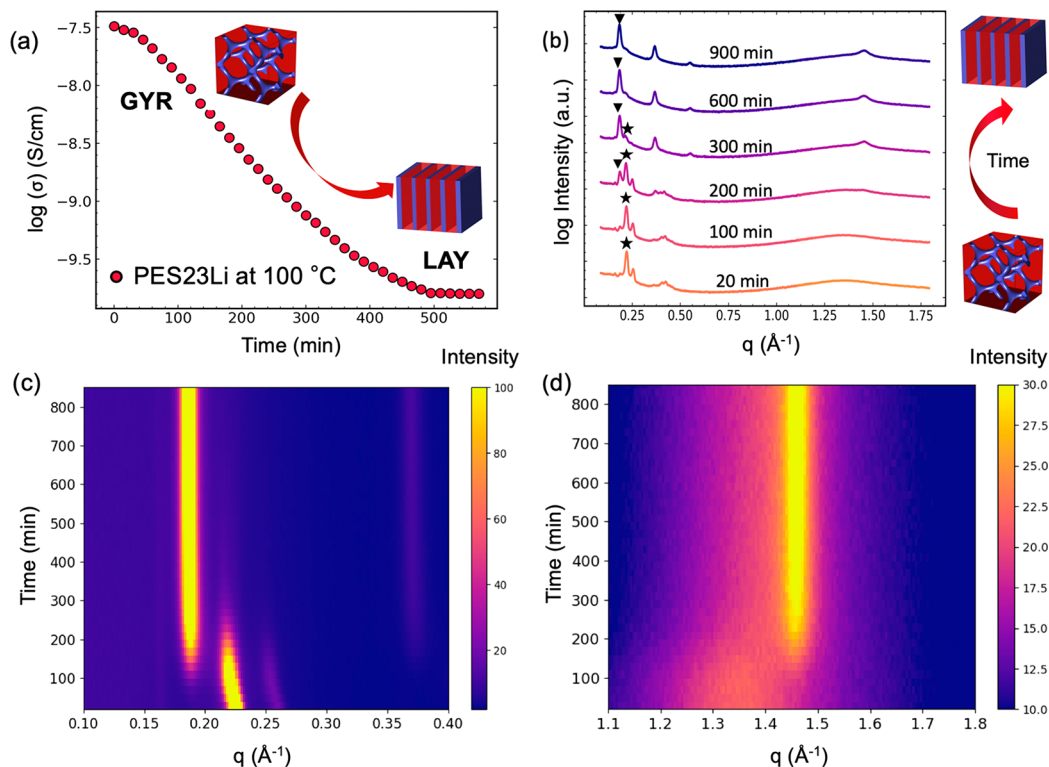 (a)
−7.5
−8.0
−8.5
−9.0
−9.5
log (σ) (S/cm)
GYR
LAY
PES23Li at 100 °C
0 100 200 300 400 500
Time (min)
(b)
log Intensity (a.u.)
900 min
600 min
300 min
200 min
100 min
20 min
0.25 0.50 0.75 1.00 1.25 1.50 1.75
q (Å-1)
Time
(c)
Intensity
Time (min)
800
700
600
500
400
300
200
100
0.10 0.20 0.30 0.40
q (Å-1)
100
80
60
40
20
(d)
Intensity
Time (min)
800
700
600
500
400
300
200
100
1.1 1.2 1.3 1.4 1.5 1.6 1.7 1.8
q (Å-1)
30.0
27.5
25.0
22.5
20.0
17.5
15.0
12.5
10.0